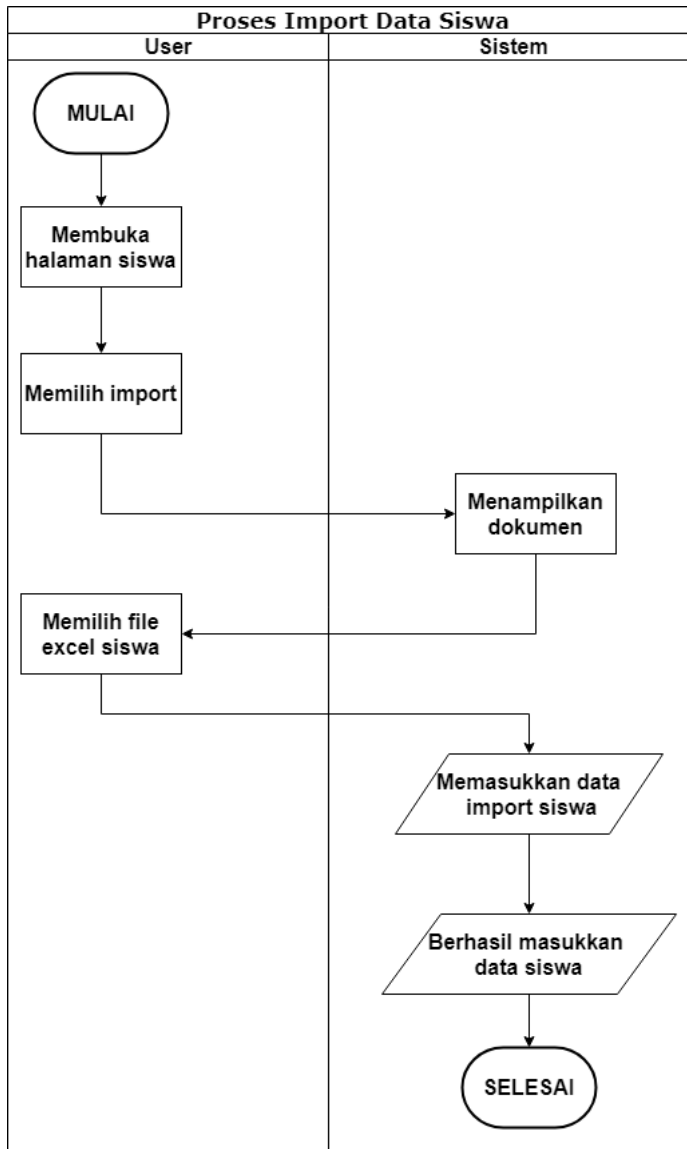 Proses Import Data Siswa
User
Sistem
MULAI
Membuka
halaman siswa
Memilih import
Menampilkan
dokumen
Memilih file
excel siswa
Memasukkan data
import siswa
Berhasil masukkan
data siswa
SELESAI